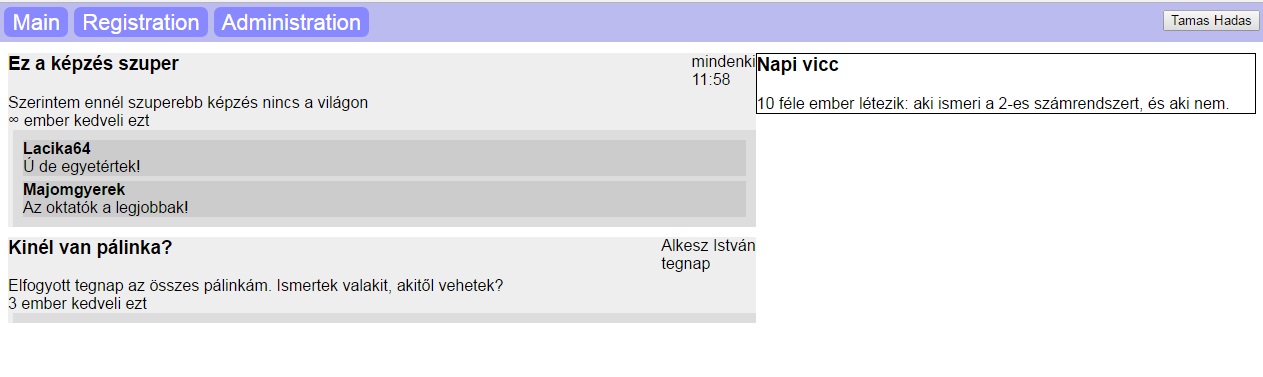 Main Registration Administration Tamas Hadas
Ez a képzés szuper
mindenki
11:58
Szerintem ennél szuperebb képzés nincs a világon
∞ ember kedveli ezt
Lacika64
Ú de egyetértek!
Majomgyerek
Az oktatók a legjobbak!
Kinél van pálinka?
Alkesz István
tegnap
Elfogyott tegnap az összes pálinkám. Ismertek valakit, akitől vehetek?
3 ember kedveli ezt
Napi vicc
10 féle ember létezik: aki ismeri a 2-es számrendszert, és aki nem.